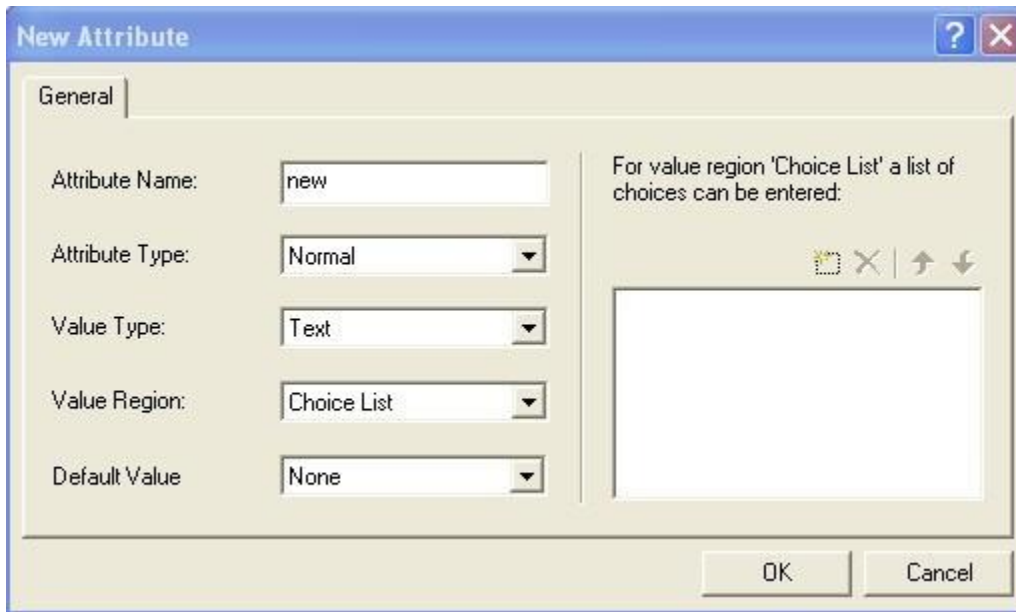 New Attribute
General
Attribute Name: new
Attribute Type: Normal
Value Type: Text
Value Region: Choice List
Default Value None
For value region 'Choice List' a list of
choices can be entered:
OK Cancel